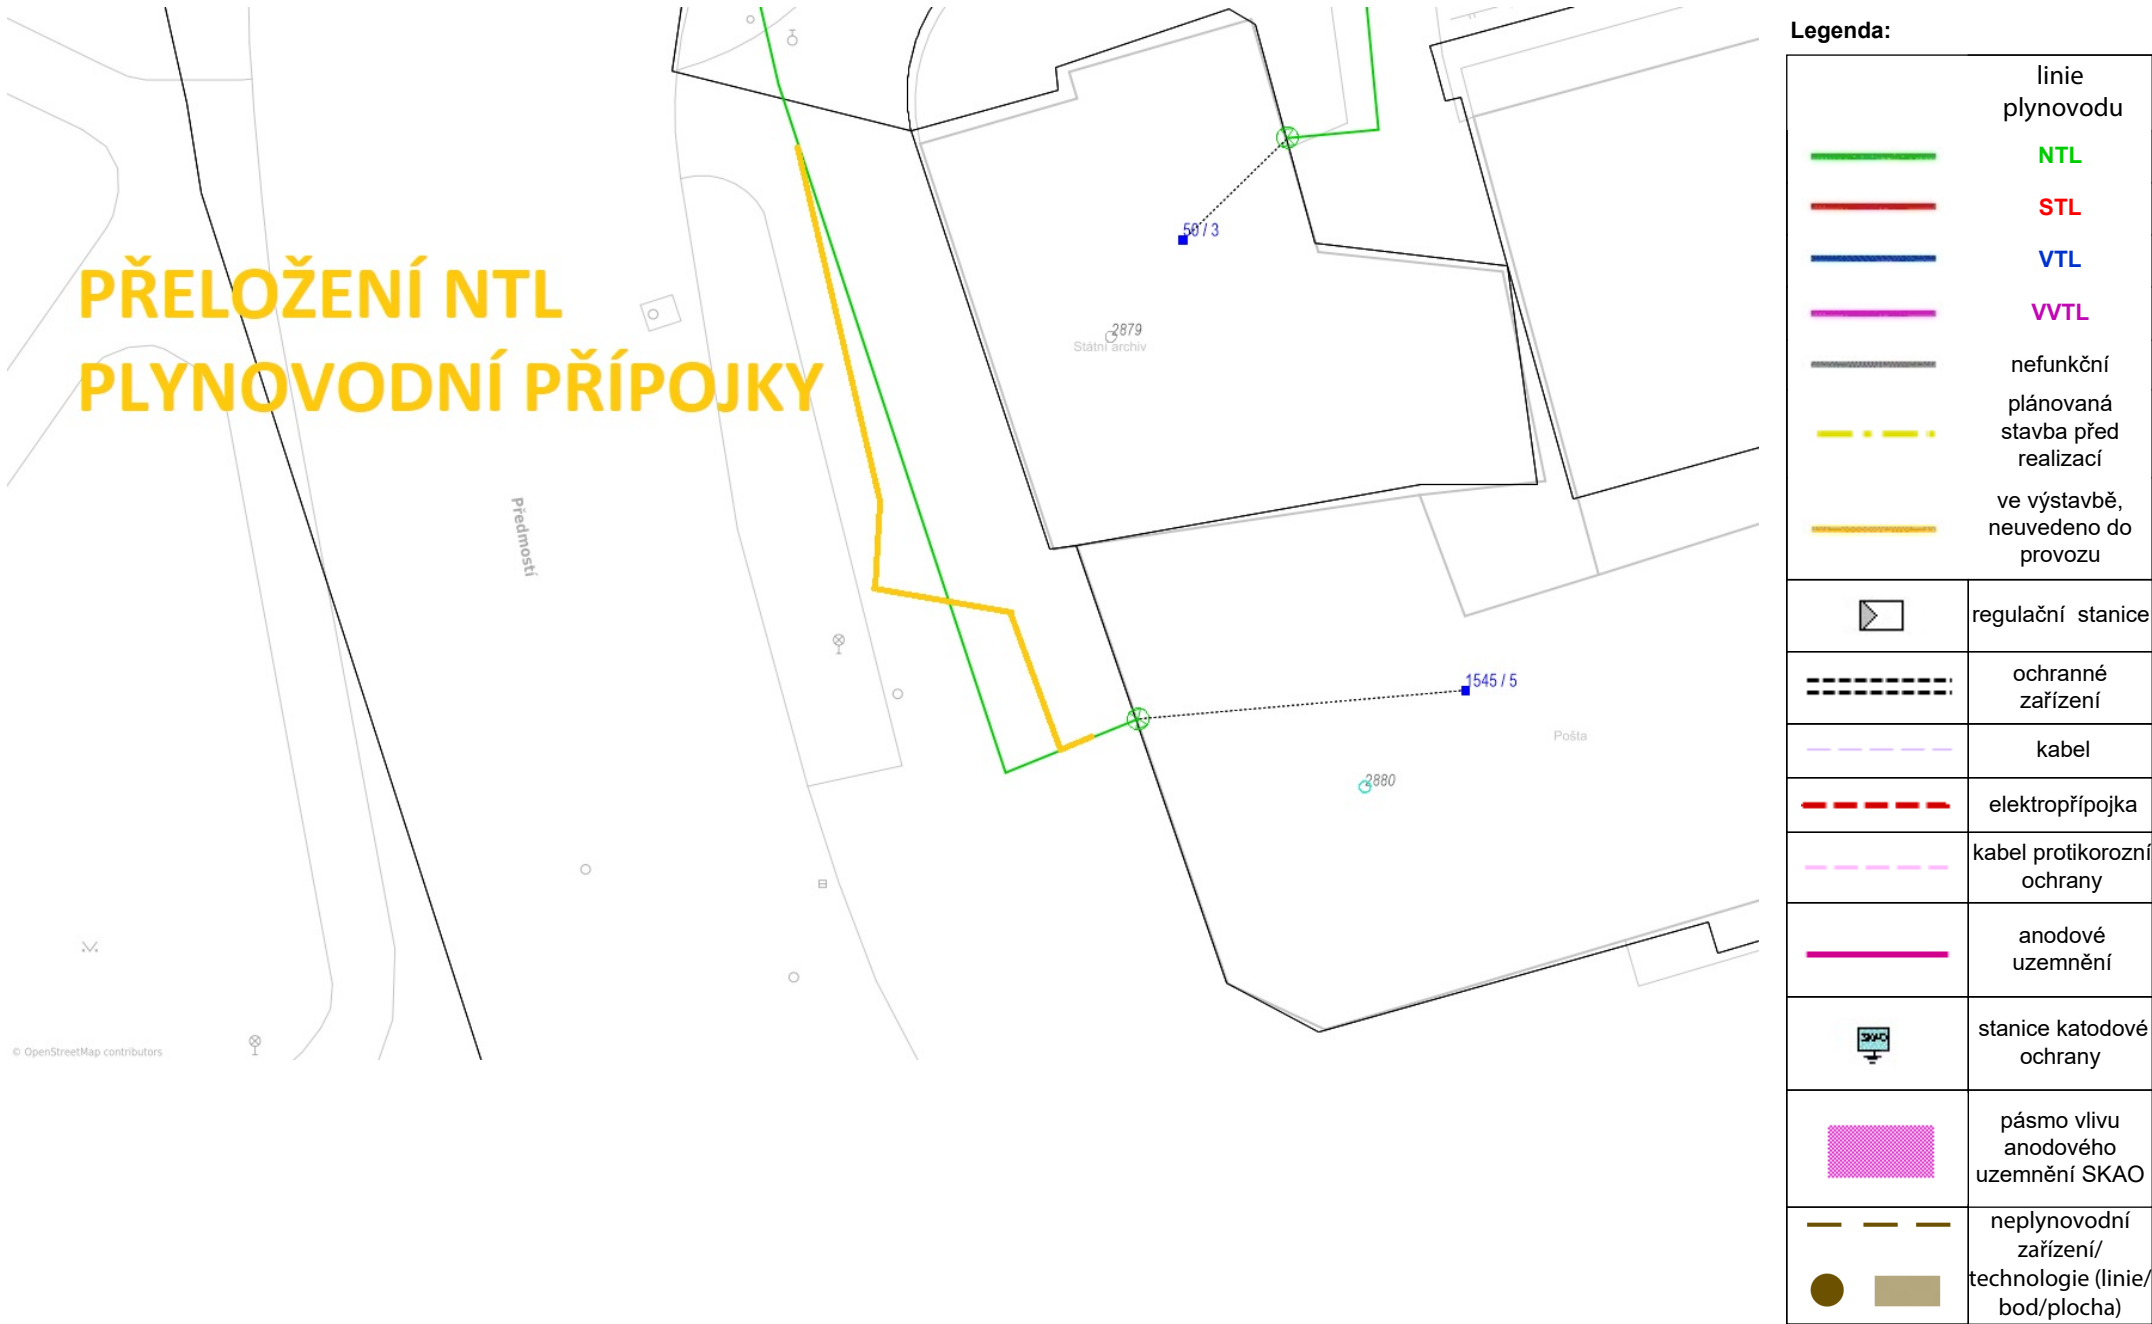 PŘELOŽENÍ NTL
PLYNOVODNÍ PŘÍPOJKY
50 / 3
2879
Státní archiv
Předmostí
1545 / 5
Pošta
2880
© OpenStreetMap contributors
Legenda:
linie
plynovodu
NTL
STL
VTL
VVTL
nefunkční
plánovaná
stavba před
realizací
ve výstavbě,
neuvedeno do
provozu
regulační stanice
ochranné
zařízení
kabel
elektropřípojka
kabel protikorozní
ochrany
anodové
uzemnění
SKAO
stanice katodové
ochrany
pásmo vlivu
anodového
uzemnění SKAO
neplynovodní
zařízení/
technologie (linie/
bod/plocha)